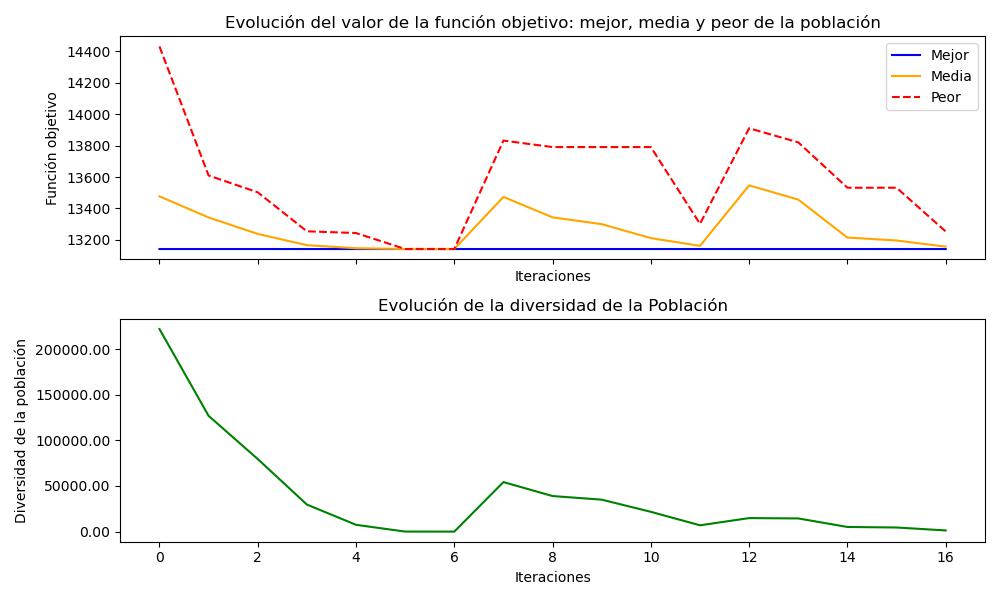 Evolución del valor de la función objetivo: mejor, media y peor de la población
Función objetivo
14400
14200
14000
13800
13600
13400
13200
Mejor
Media
Peor
Iteraciones
Evolución de la diversidad de la Población
Diversidad de la población
200000.00
150000.00
100000.00
50000.00
0.00
0 2 4 6 8 10 12 14 16
Iteraciones